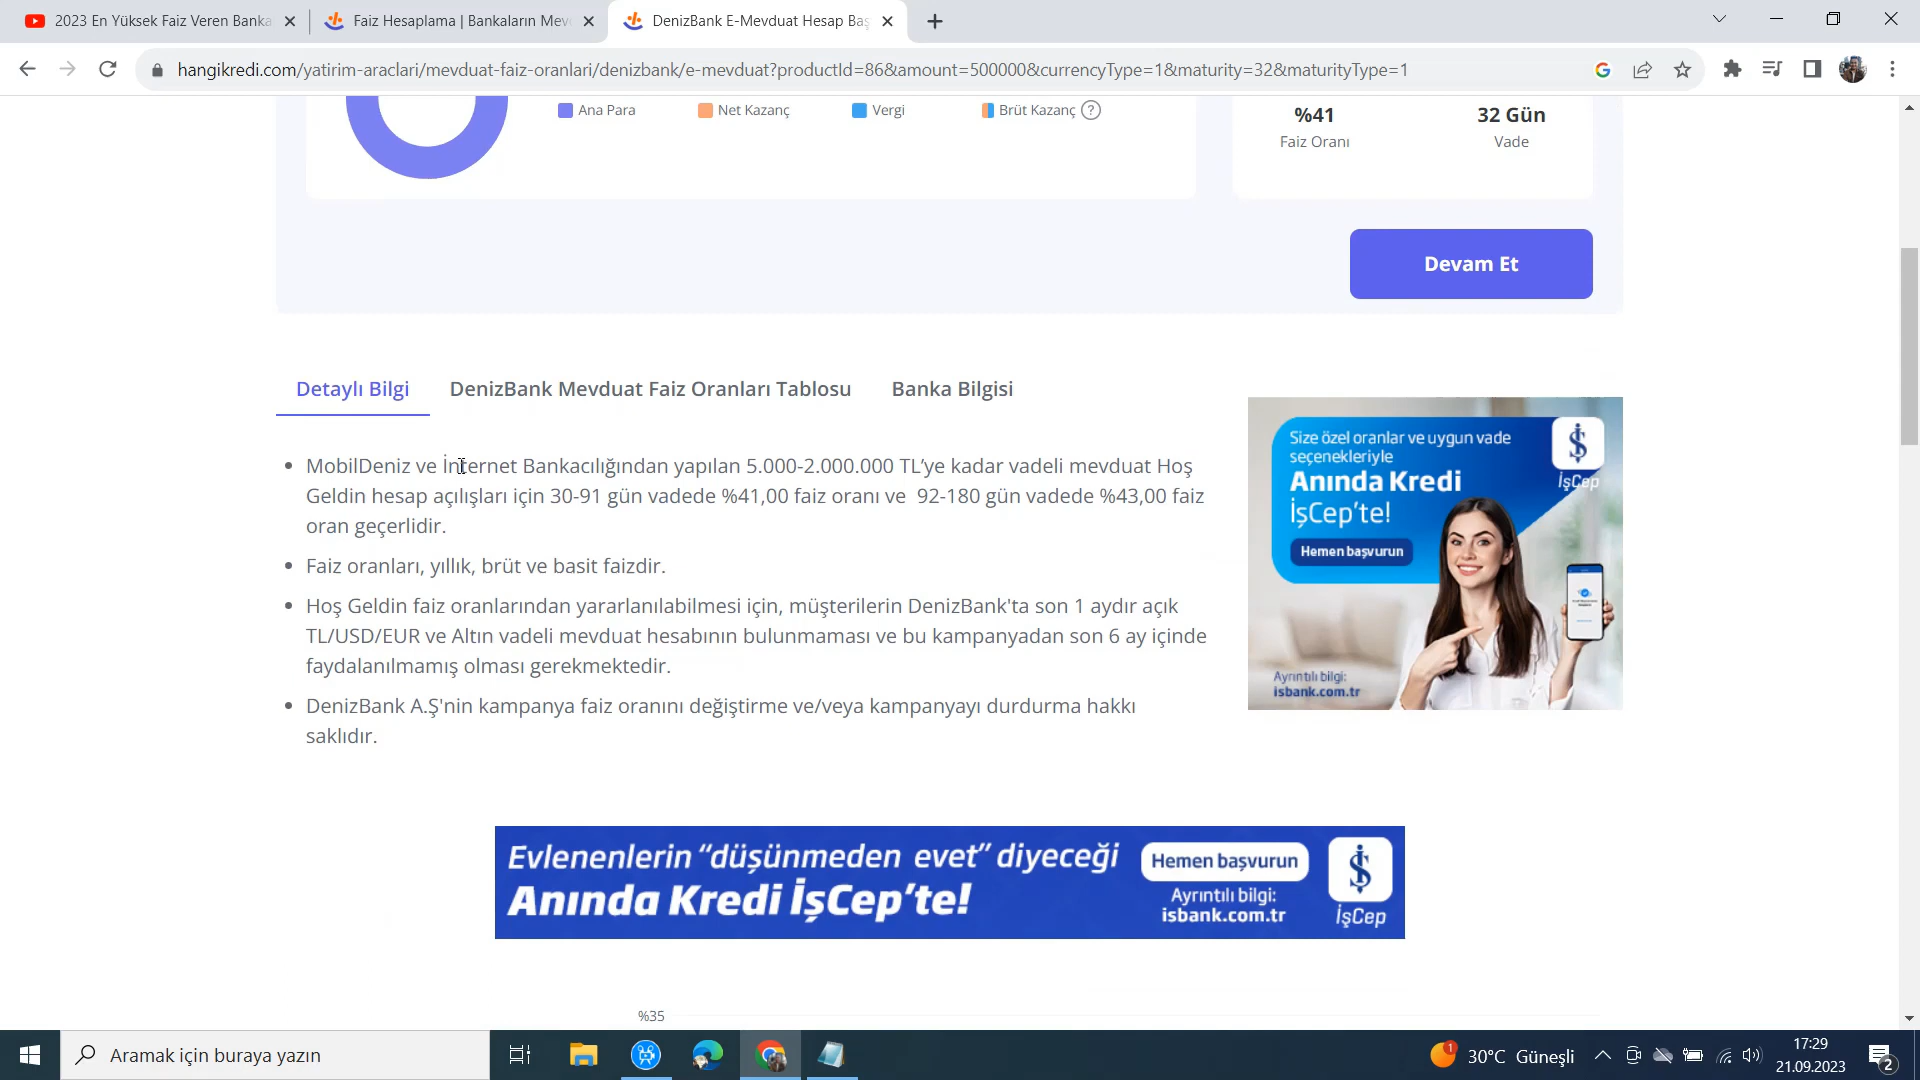 2023 En Yüksek Faiz Veren Banka
Faiz Hesaplama | Bankaların Mev
DenizBank E-Mevduat Hesap Baş
hangikredi.com/yatirim-araclari/mevduat-faiz-oranlari/denizbank/e-mevduat?productId=86&amount=500000&currencyType=1&maturity=32&maturityType=1
Ana Para
Net Kazanç
Vergi
Brüt Kazanç ?
%41
Faiz Oranı
32 Gün
Vade
Devam Et
Detaylı Bilgi
DenizBank Mevduat Faiz Oranları Tablosu
Banka Bilgisi
• MobilDeniz ve İnternet Bankacılığından yapılan 5.000-2.000.000 TL’ye kadar vadeli mevduat Hoş
Geldin hesap açılışları için 30-91 gün vadede %41,00 faiz oranı ve  92-180 gün vadede %43,00 faiz
oran geçerlidir.
• Faiz oranları, yıllık, brüt ve basit faizdir.
• Hoş Geldin faiz oranlarından yararlanılabilmesi için, müşterilerin DenizBank'ta son 1 aydır açık
TL/USD/EUR ve Altın vadeli mevduat hesabının bulunmaması ve bu kampanyadan son 6 ay içinde
faydalanılmamış olması gerekmektedir.
• DenizBank A.Ş'nin kampanya faiz oranını değiştirme ve/veya kampanyayı durdurma hakkı
saklıdır.
Size özel oranlar ve uygun vade
seçenekleriyle
Anında Kredi
İşCep’te!
Hemen başvurun
İşCep
Ayrıntılı bilgi:
isbank.com.tr
Evlenenlerin “düşünmeden evet” diyeceği
Anında Kredi İşCep’te!
Hemen başvurun
Ayrıntılı bilgi:
isbank.com.tr
İşCep
%35
Aramak için buraya yazın
1
30°C Güneşli
17:29
21.09.2023
2